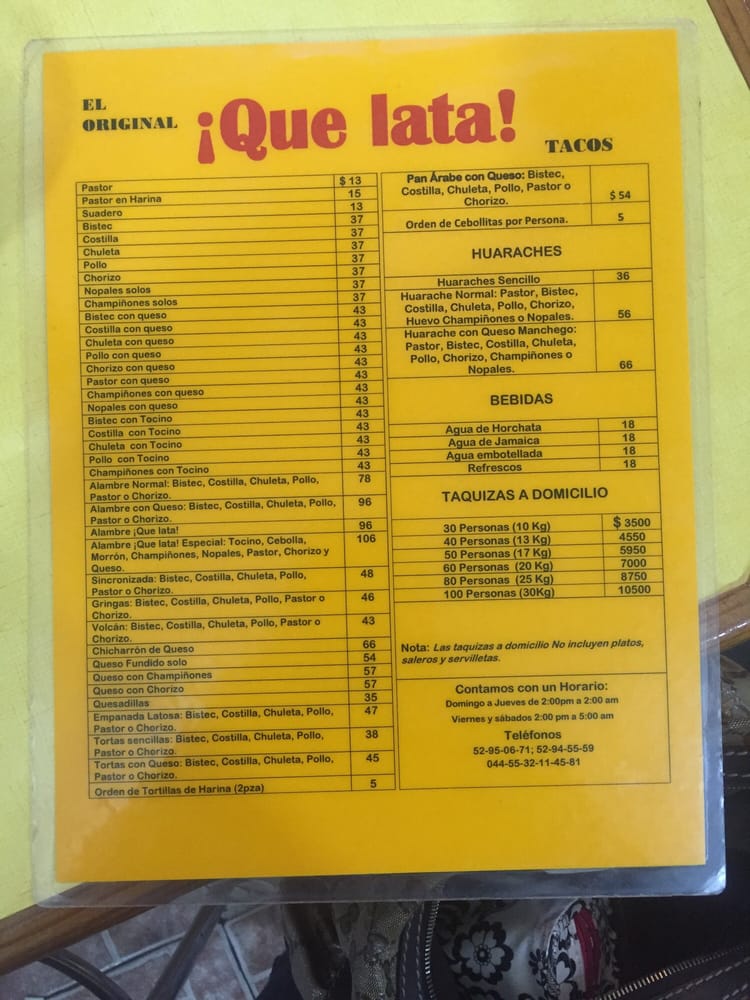 EL
ORIGINAL
¡Que lata!
TACOS
Pastor $ 13
Pastor en Harina 15
Suadero 13
Bistec 37
Costilla 37
Chuleta 37
Pollo 37
Chorizo 37
Nopales solos 37
Champiñones solos 37
Bistec con queso 43
Costilla con queso 43
Chuleta con queso 43
Pollo con queso 43
Chorizo con queso 43
Pastor con queso 43
Champiñones con queso 43
Nopales con queso 43
Bistec con Tocino 43
Costilla con Tocino 43
Chuleta con Tocino 43
Pollo con Tocino 43
Champiñones con Tocino 43
Alambre Normal: Bistec, Costilla, Chuleta, Pollo, 78
Pastor o Chorizo.
Alambre con Queso: Bistec, Costilla, Chuleta, Pollo, 96
Pastor o Chorizo.
Alambre ¡Que lata! 96
Alambre ¡Que lata! Especial: Tocino, Cebolla, 106
Morrón, Champiñones, Nopales, Pastor, Chorizo y
Queso.
Sincronizada: Bistec, Costilla, Chuleta, Pollo, 48
Pastor o Chorizo.
Gringas: Bistec, Costilla, Chuleta, Pollo, Pastor o 46
Chorizo.
Volcán: Bistec, Costilla, Chuleta, Pollo, Pastor o 43
Chorizo.
Chicharrón de Queso 66
Queso Fundido solo 54
Queso con Champiñones 57
Queso con Chorizo 57
Quesadillas 35
Empanada Latosa: Bistec, Costilla, Chuleta, Pollo, 47
Pastor o Chorizo.
Tortas sencillas: Bistec, Costilla, Chuleta, Pollo, 38
Pastor o Chorizo.
Tortas con Queso: Bistec, Costilla, Chuleta, Pollo, 45
Pastor o Chorizo.
Orden de Tortillas de Harina (2pza) 5
Pan Árabe con Queso: Bistec,
Costilla, Chuleta, Pollo, Pastor o
Chorizo. $ 54
Orden de Cebollitas por Persona. 5
HUARACHES
Huaraches Sencillo 36
Huarache Normal: Pastor, Bistec,
Costilla, Chuleta, Pollo, Chorizo,
Huevo Champiñones o Nopales. 56
Huarache con Queso Manchego:
Pastor, Bistec, Costilla, Chuleta,
Pollo, Chorizo, Champiñones o
Nopales. 66
BEBIDAS
Agua de Horchata 18
Agua de Jamaica 18
Agua embotellada 18
Refrescos 18
TAQUIZAS A DOMICILIO
30 Personas (10 Kg) $ 3500
40 Personas (13 Kg) 4550
50 Personas (17 Kg) 5950
60 Personas (20 Kg) 7000
80 Personas (25 Kg) 8750
100 Personas (30Kg) 10500
Nota: Las taquizas a domicilio No incluyen platos,
saleros y servilletas.
Contamos con un Horario:
Domingo a Jueves de 2:00pm a 2:00 am
Viernes y sábados 2:00 pm a 5:00 am
Teléfonos
52-95-06-71; 52-94-55-59
044-55-32-11-45-81